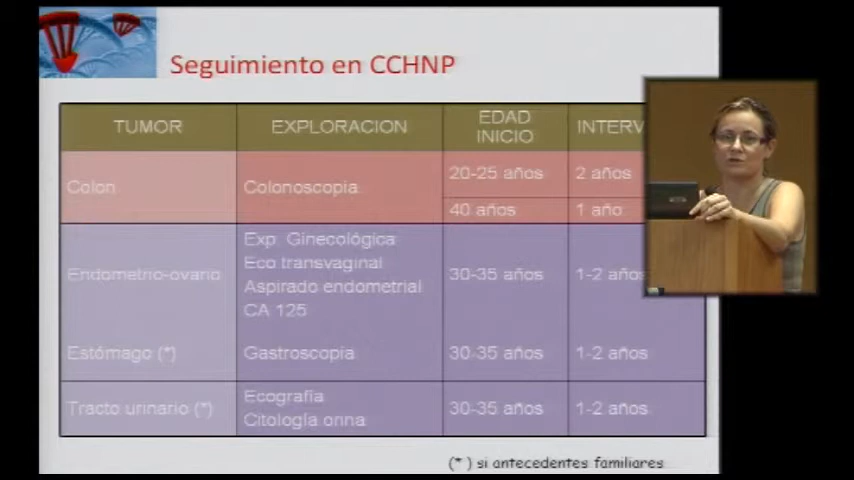 Seguimiento en CCHNP
TUMOR
EXPLORACION
EDAD
INICIO
INTERV
Colon
Colonoscopia
20-25 años
2 años
40 años
1 año
Endometrio-ovario
Exp. Ginecológica
Eco transvaginal
Aspirado endometrial
CA 125
30-35 años
1-2 años
Estómago (*)
Gastroscopia
30-35 años
1-2 años
Tracto urinario (*)
Ecografía
Citología orina
30-35 años
1-2 años
(* ) si antecedentes familiares